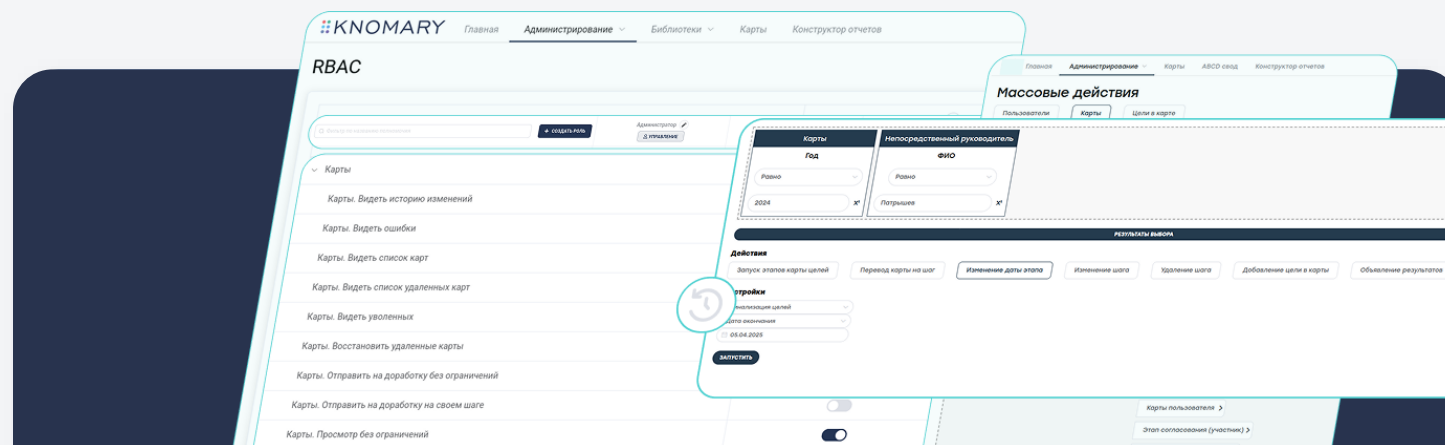 KNOMARY Главная Администрирование Библиотеки Карты Конструктор отчетов
RBAC
+ СОЗДАТЬ РОЛЬ
Администратор
УПРАВЛЕНИЕ
Карты
Карты. Видеть историю изменений
Карты. Видеть ошибки
Карты. Видеть список карт
Карты. Видеть список удаленных карт
Карты. Видеть уволенных
Карты. Восстановить удаленные карты
Карты. Отправить на доработку без ограничений
Карты. Отправить на доработку на своем шаге
Карты. Просмотр без ограничений
Главная Администрирование Карты ABCD свод Конструктор отчетов
Массовые действия
Пользователи Карты Цели в карте
Карты Непосредственный руководитель
Год ФИО
Равно Равно
2024 X Патрышев X
РЕЗУЛЬТАТЫ ВЫБОРА
Действия
Запуск этапов карты целей Перевод карты на шаг Изменение даты этапа Изменение шага Удаление шага Добавление цели в карты Объявление результатов
стройки
целей
Дата окончания
05.04.2025
ЗАПУСТИТЬ
Карты пользователя >
Этап согласования (участник) >